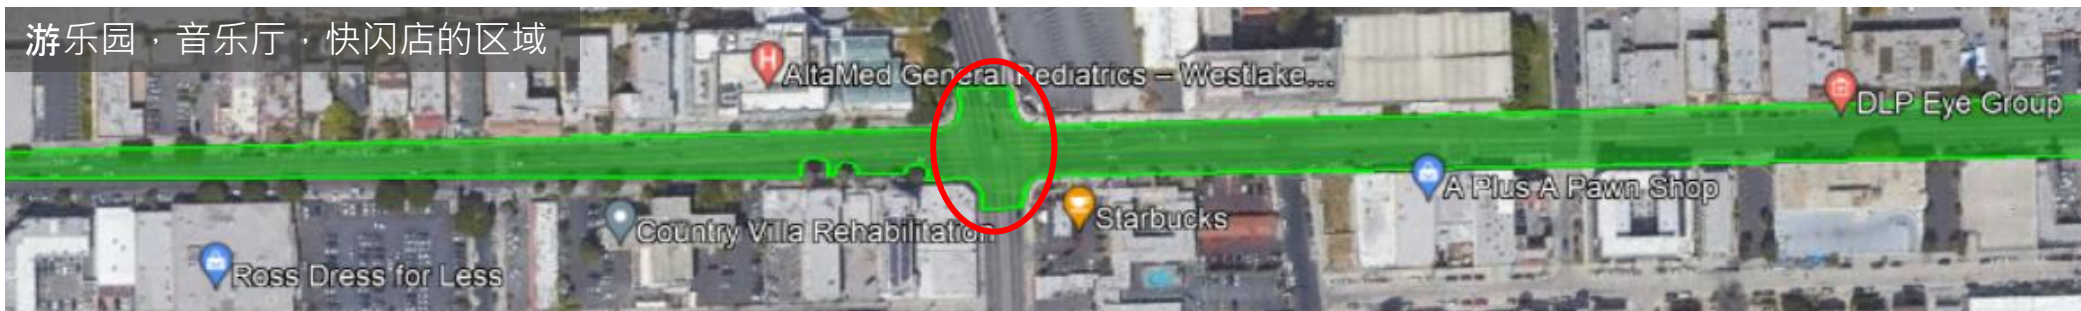 游乐园，音乐厅，快闪店的区域
AltaMed General Pediatrics – Westlake...
DLP Eye Group
A Plus A Pawn Shop
Starbucks
Country Villa Rehabilitation
Ross Dress for Less